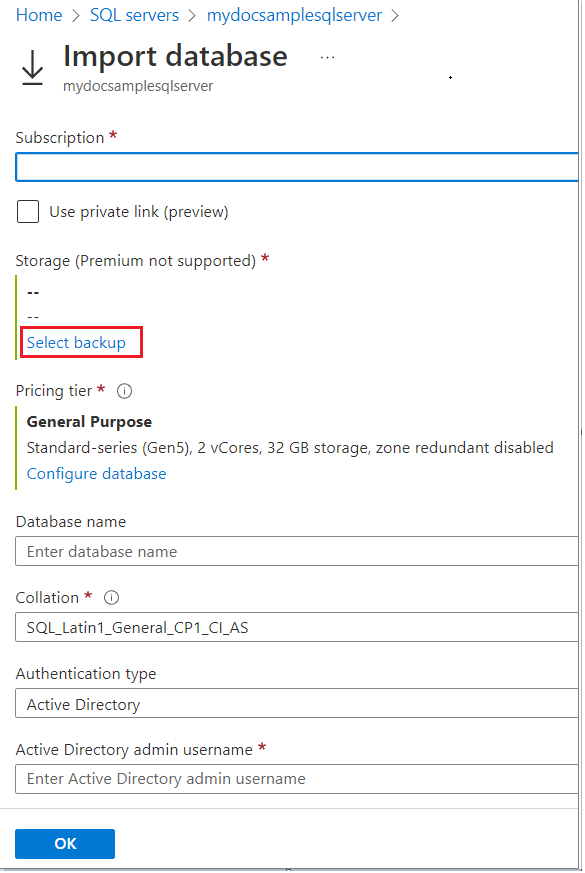 Home > SQL servers > mydocsamplesqlserver >
Import database ...
mydocsamplesqlserver
Subscription *
Use private link (preview)
Storage (Premium not supported) *
--
--
Select backup
Pricing tier *
General Purpose
Standard-series (Gen5), 2 vCores, 32 GB storage, zone redundant disabled
Configure database
Database name
Enter database name
Collation *
SQL_Latin1_General_CP1_CI_AS
Authentication type
Active Directory
Active Directory admin username *
Enter Active Directory admin username
OK